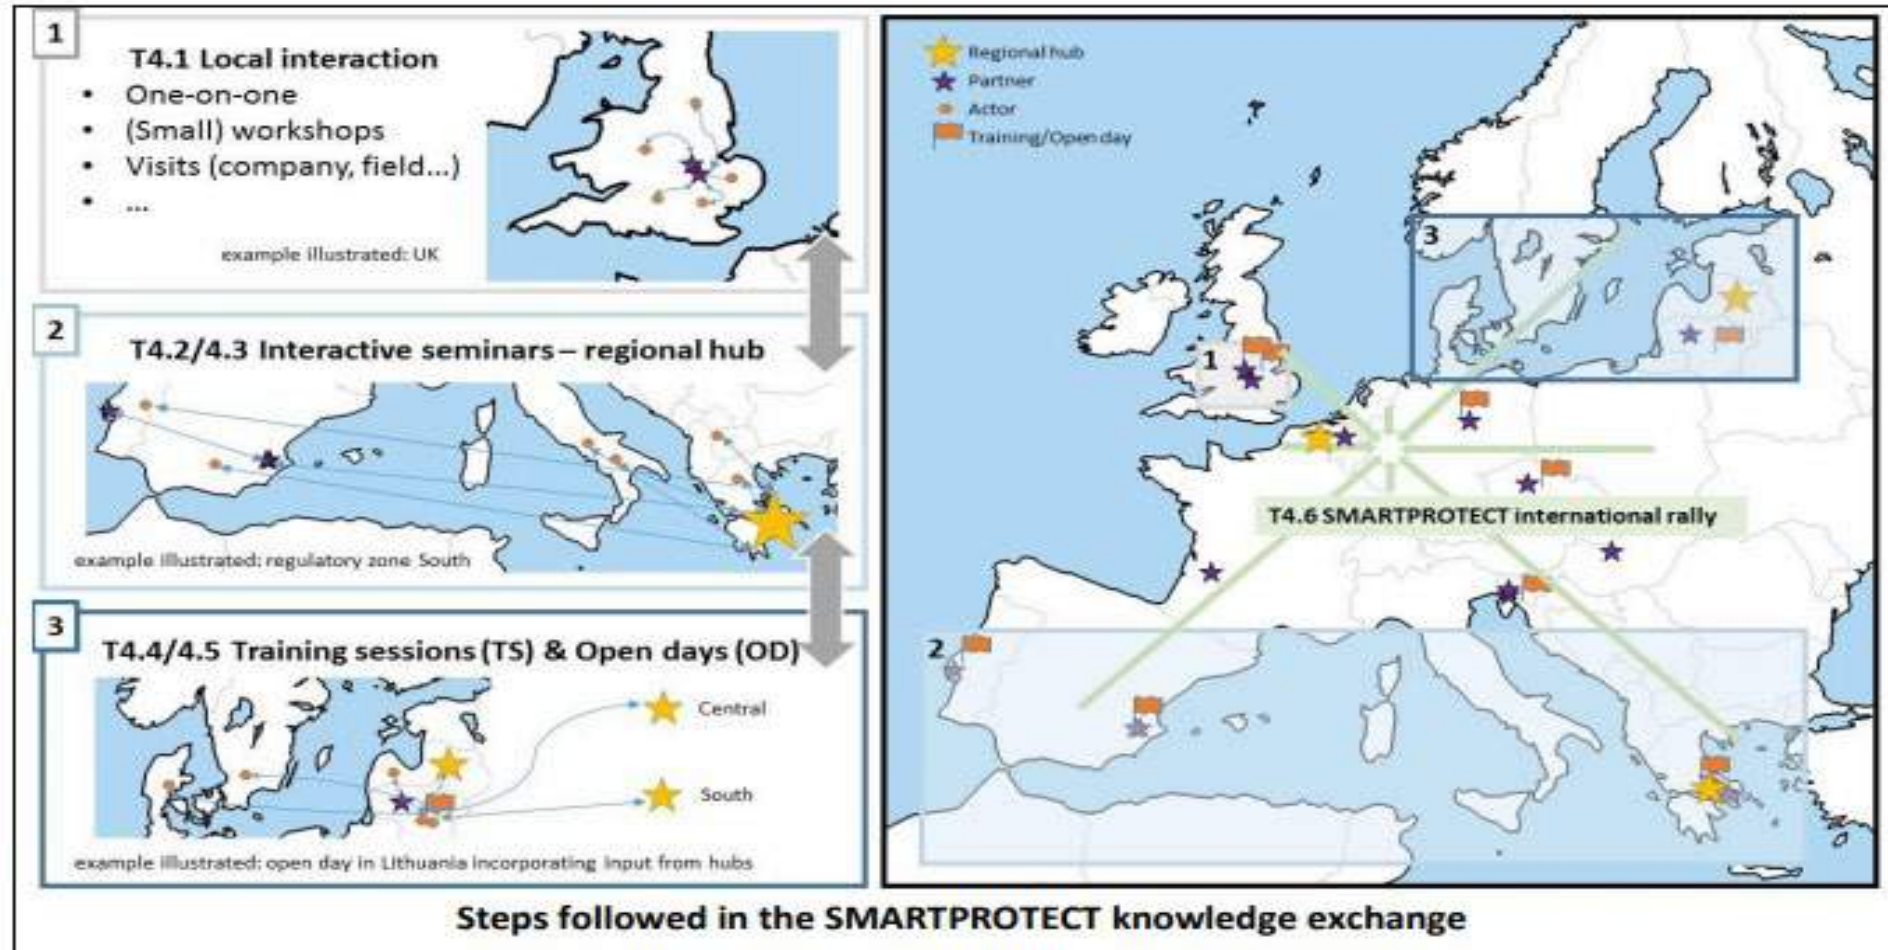 1
T4.1 Local interaction
• One-on-one
• (Small) workshops
• Visits (company, field...)
• ...
example illustrated: UK
2
T4.2/4.3 Interactive seminars – regional hub
example illustrated: regulatory zone South
3
T4.4/4.5 Training sessions (TS) & Open days (OD)
Central
South
example illustrated: open day in Lithuania incorporating input from hubs
Regional hub
Partner
Actor
Training/Open day
3
1
T4.6 SMARTPROTECT international rally
2
Steps followed in the SMARTPROTECT knowledge exchange